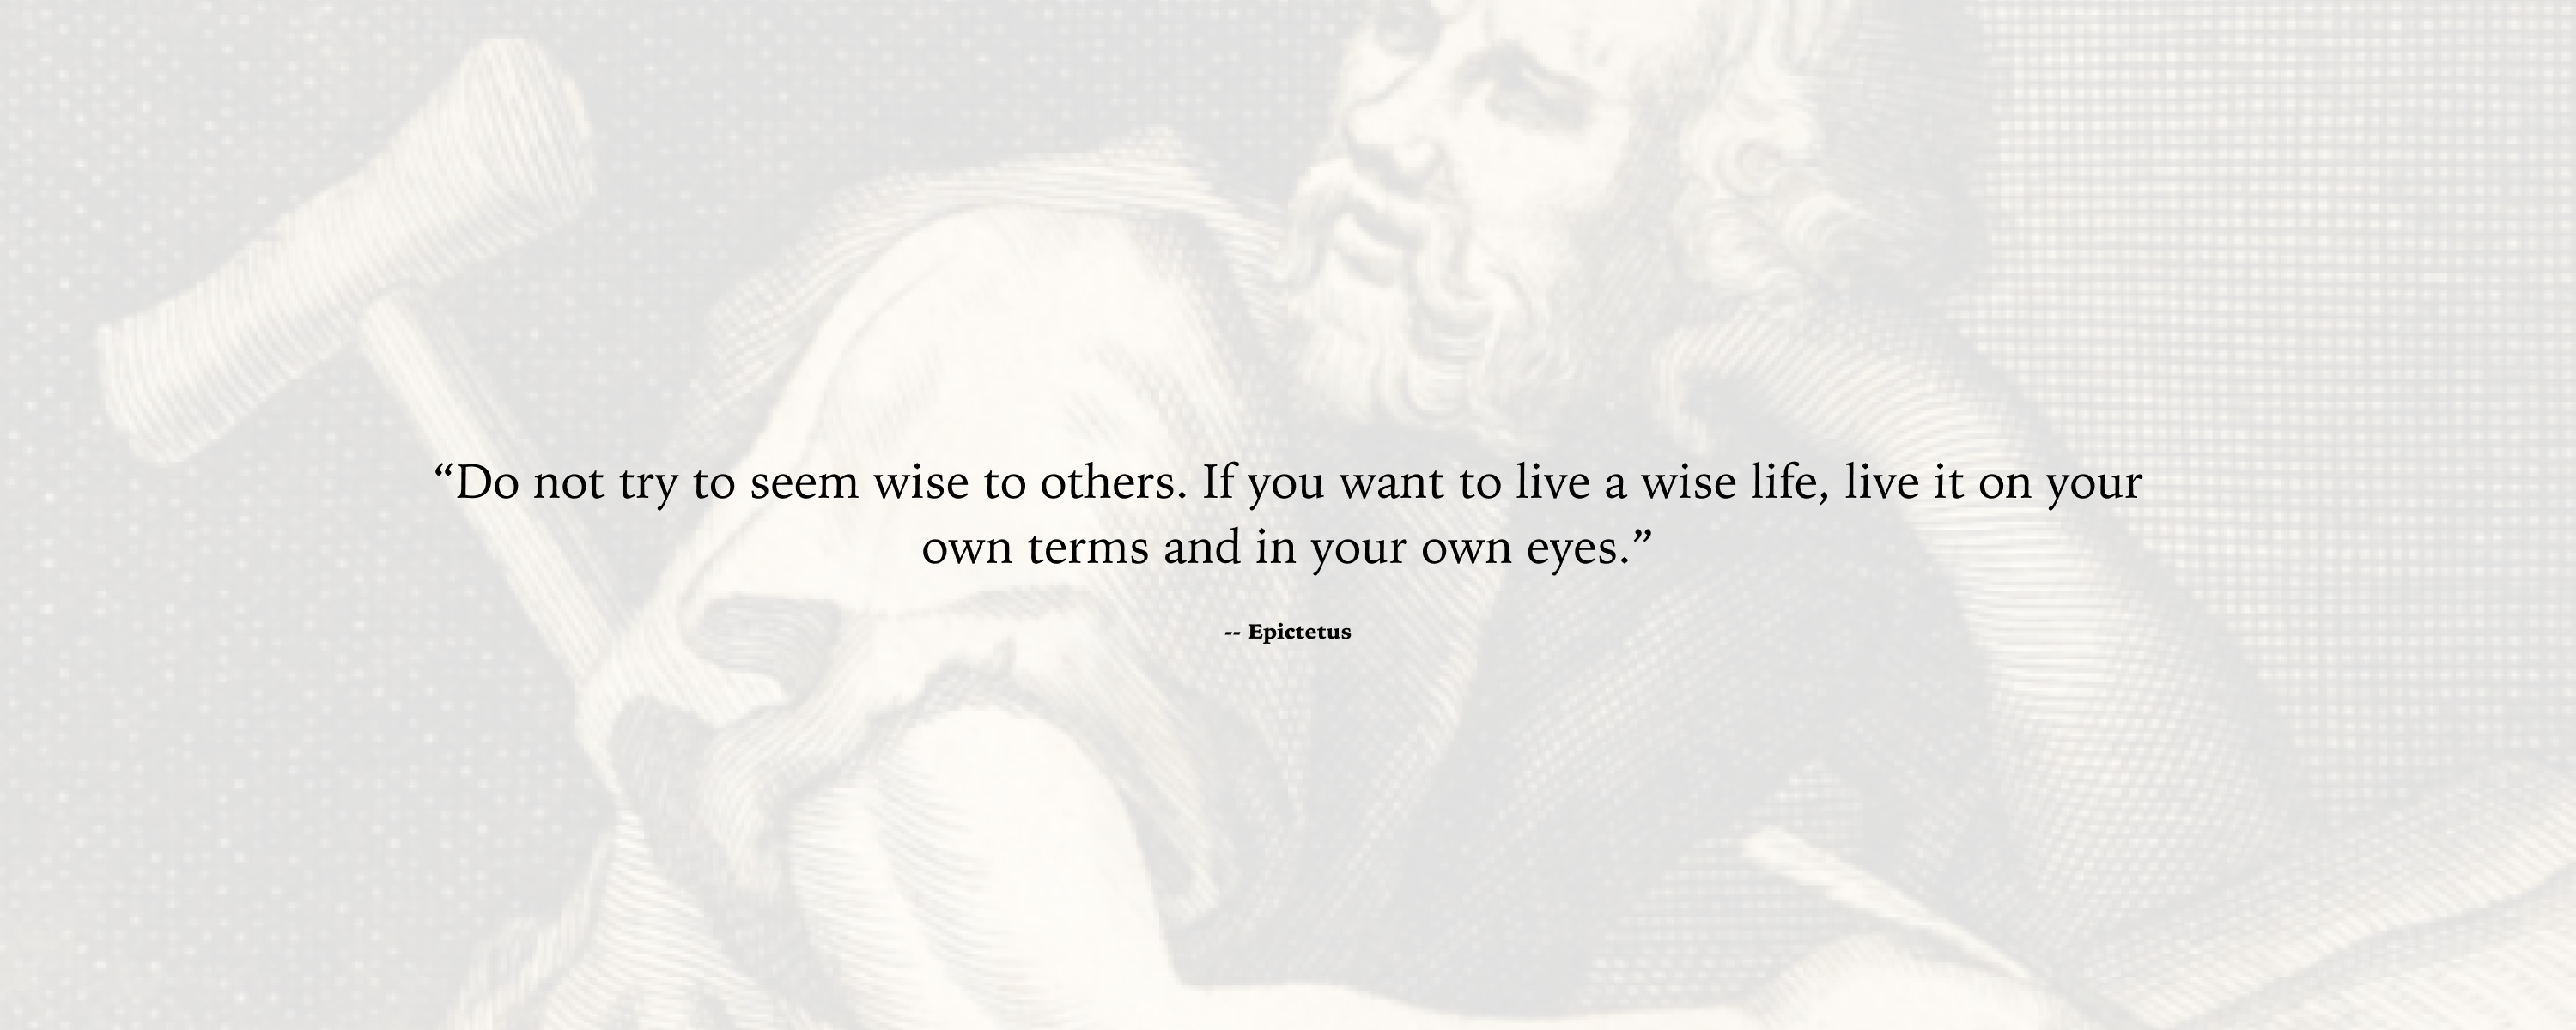 “Do not try to seem wise to others. If you want to live a wise life, live it on your
own terms and in your own eyes.”
-- Epictetus